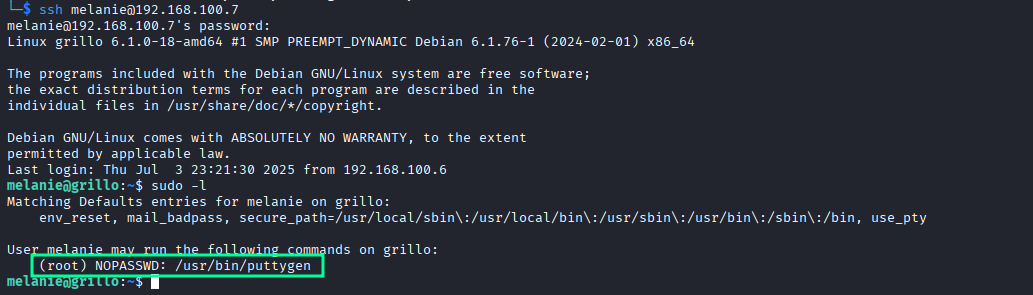 └─$ ssh melanie@192.168.100.7
melanie@192.168.100.7's password:
Linux grillo 6.1.0-18-amd64 #1 SMP PREEMPT_DYNAMIC Debian 6.1.76-1 (2024-02-01) x86_64
The programs included with the Debian GNU/Linux system are free software;
the exact distribution terms for each program are described in the
individual files in /usr/share/doc/*/copyright.
Debian GNU/Linux comes with ABSOLUTELY NO WARRANTY, to the extent
permitted by applicable law.
Last login: Thu Jul  3 23:21:30 2025 from 192.168.100.6
melanie@grillo:~$ sudo -l
Matching Defaults entries for melanie on grillo:
    env_reset, mail_badpass, secure_path=/usr/local/sbin\:/usr/local/bin\:/usr/sbin\:/usr/bin\:/sbin\:/bin, use_pty
User melanie may run the following commands on grillo:
    (root) NOPASSWD: /usr/bin/puttygen
melanie@grillo:~$